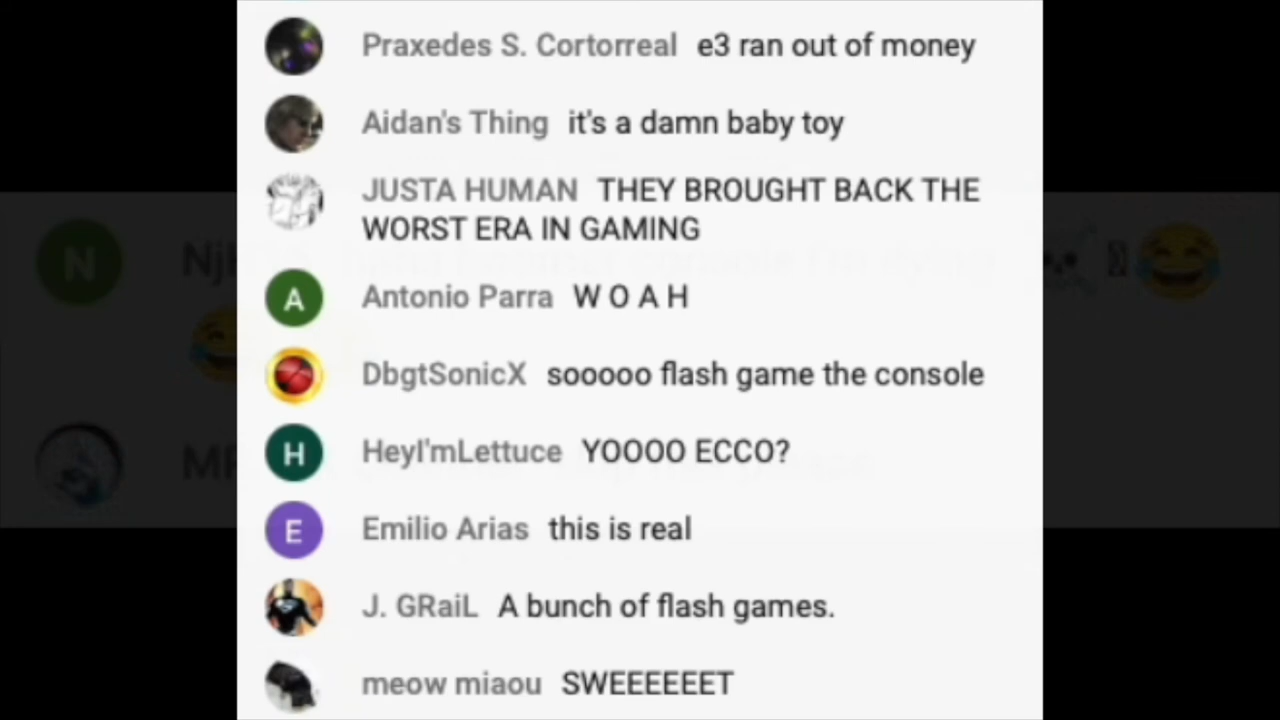 Praxedes S. Cortorreal e3 ran out of money
Aidan's Thing it's a damn baby toy
JUSTA HUMAN THEY BROUGHT BACK THE
WORST ERA IN GAMING
A Antonio Parra W O A H
DbgtSonicX sooooo flash game the console
H HeyI'mLettuce YOOOO ECCO?
E Emilio Arias this is real
J. GRaiL A bunch of flash games.
meow miaou SWEEEEEET
N